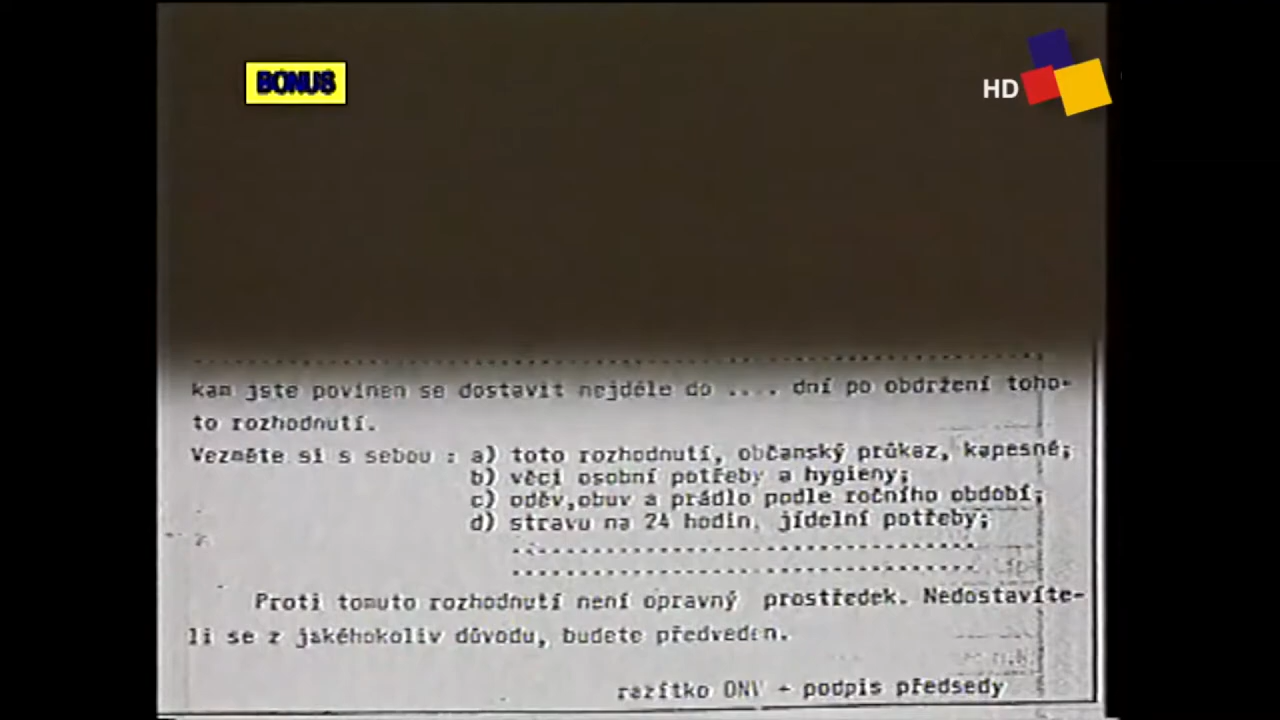 BONUS
HD
kam jste povinen se dostavit nejdéle do .... dní po obdržení toho-
to rozhodnutí.
Vezměte si s sebou : a) toto rozhodnutí, občanský průkaz, kapesné;
b) věci osobní potřeby a hygieny;
c) oděv,obuv a prádlo podle ročního období;
d) stravu na 24 hodin, jídelní potřeby;
Proti tomuto rozhodnutí není opravný prostředek. Nedostavíte-
li se z jakéhokoliv důvodu, budete předveden.
razítko ONV + podpis předsedy